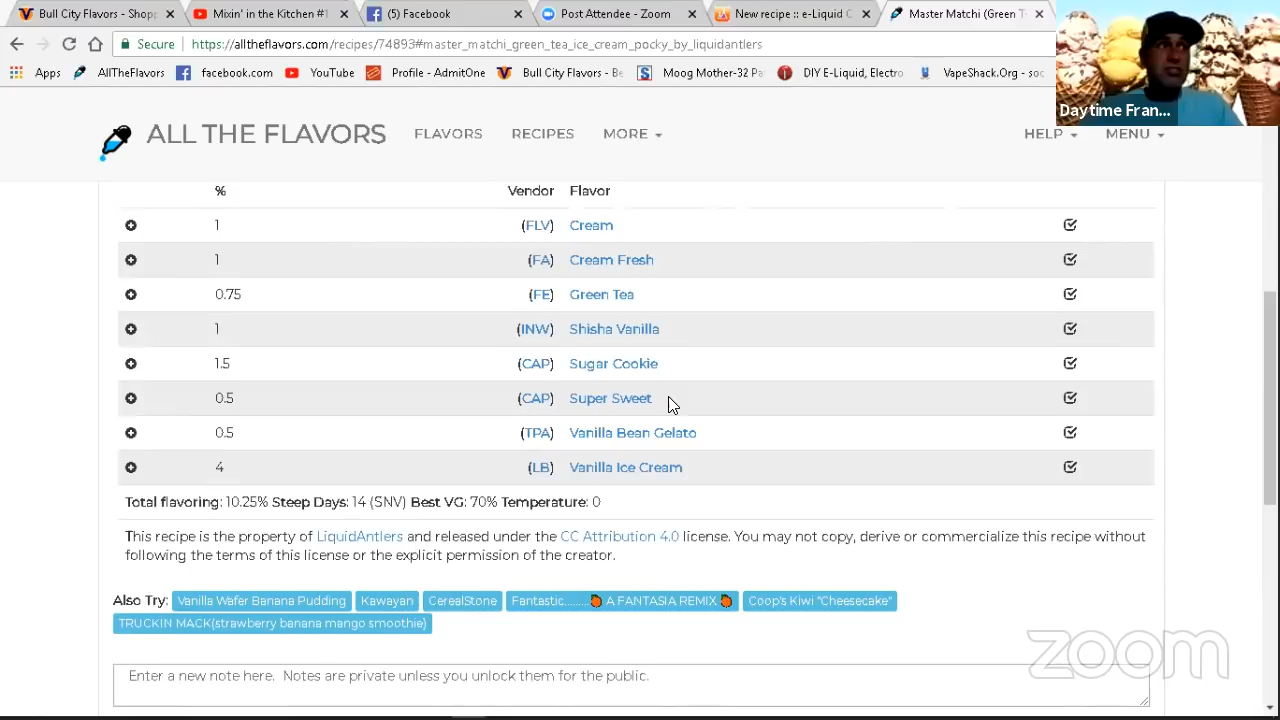 Bull City Flavors - Shopp
Mixin' in the Kitchen #1
(5) Facebook
Post Attendee - Zoom
New recipe :: e-Liquid C
Master Matchi (Green T
Secure
https://alltheflavors.com/recipes/74893#master_matchi_green_tea_ice_cream_pocky_by_liquidantlers
Apps
AllTheFlavors
facebook.com
YouTube
Profile - AdmitOne
Bull City Flavors - Be
Moog Mother-32 Pa
DIY E-Liquid, Electro
VapeShack.Org - soc
Daytime Fran...
ALL THE FLAVORS FLAVORS RECIPES MORE HELP MENU
% Vendor Flavor
1 (FLV) Cream
1 (FA) Cream Fresh
0.75 (FE) Green Tea
1 (INW) Shisha Vanilla
1.5 (CAP) Sugar Cookie
0.5 (CAP) Super Sweet
0.5 (TPA) Vanilla Bean Gelato
4 (LB) Vanilla Ice Cream
Total flavoring: 10.25% Steep Days: 14 (SNV) Best VG: 70% Temperature: 0
This recipe is the property of LiquidAntlers and released under the CC Attribution 4.0 license. You may not copy, derive or commercialize this recipe without
following the terms of this license or the explicit permission of the creator.
Also Try: Vanilla Wafer Banana Pudding Kawayan CerealStone Fantastic........🍊 A FANTASIA REMIX 🍊 Coop's Kiwi "Cheesecake"
TRUCKIN MACK(strawberry banana mango smoothie)
Enter a new note here. Notes are private unless you unlock them for the public.
zoom